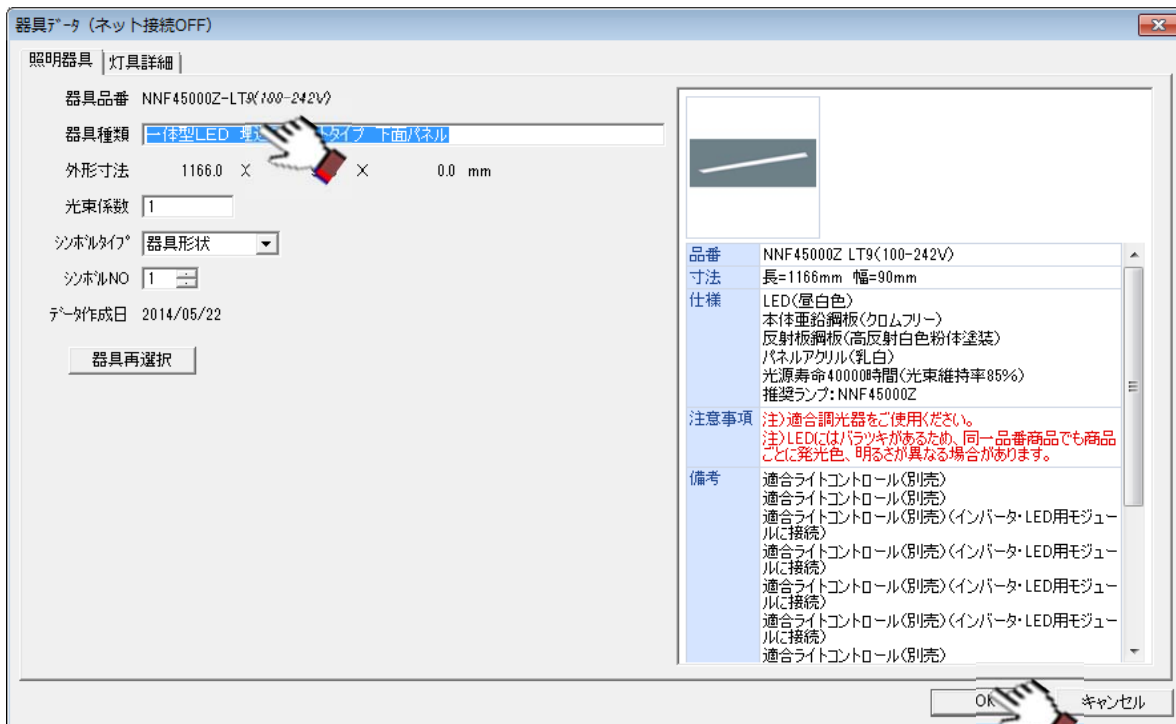 器具ﾃﾞｰﾀ (ネット接続OFF)
照明器具 灯具詳細
器具品番 NNF45000Z-LT9(100-242V)
器具種類 一体型LED 埋込 タイプ 下面パネル
外形寸法 1166.0 X X 0.0 mm
光束係数 1
ｼﾝﾎﾞﾙﾀｲﾌﾟ 器具形状
ｼﾝﾎﾞﾙNO 1
ﾃﾞｰﾀ作成日 2014/05/22
器具再選択
品番 NNF45000Z LT9(100-242V)
寸法 長=1166mm 幅=90mm
仕様 LED(昼白色)
本体亜鉛鋼板(クロムフリー)
反射板鋼板(高反射白色粉体塗装)
パネルアクリル(乳白)
光源寿命40000時間(光束維持率85%)
推奨ランプ:NNF45000Z
注意事項 注)適合調光器をご使用ください。
注)LEDにはバラツキがあるため、同一品番商品でも商品
ごとに発光色、明るさが異なる場合があります。
備考 適合ライトコントロール(別売)
適合ライトコントロール(別売)
適合ライトコントロール(別売)(インバータ・LED用モジュー
ルに接続)
適合ライトコントロール(別売)(インバータ・LED用モジュー
ルに接続)
適合ライトコントロール(別売)(インバータ・LED用モジュー
ルに接続)
適合ライトコントロール(別売)(インバータ・LED用モジュー
ルに接続)
適合ライトコントロール(別売)
OK キャンセル